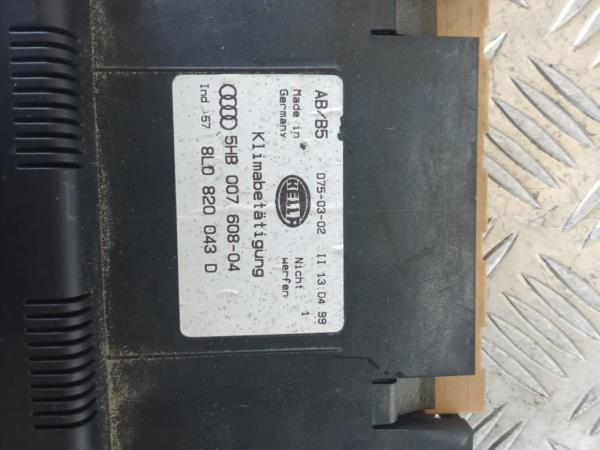 AB/B5 D75-03-02 II 13.04.99
Made in Germany
HELLA
Nicht werfen 1
Klimabetätigung
5HB 007 608-04
Ind 57 8L0 820 043 D